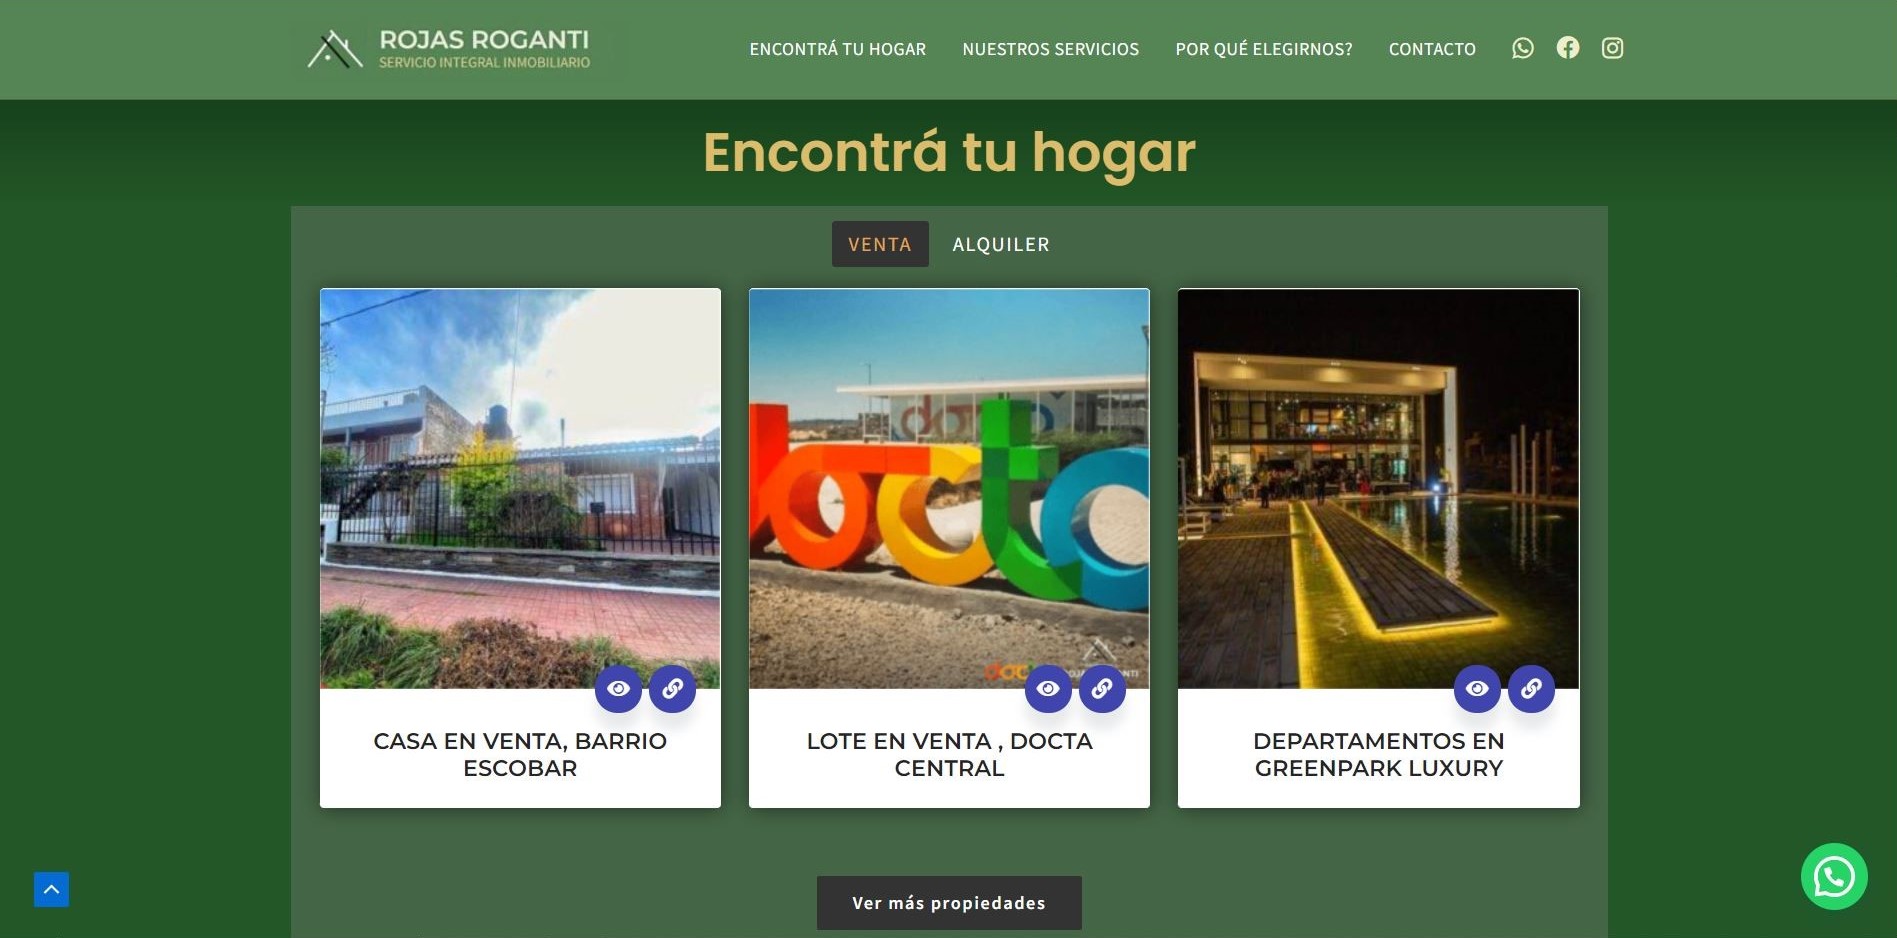 ROJAS ROGANTI
SERVICIO INTEGRAL INMOBILIARIO
ENCONTRÁ TU HOGAR
NUESTROS SERVICIOS
POR QUÉ ELEGIRNOS?
CONTACTO
Encontrá tu hogar
VENTA
ALQUILER
docta
docta
CASA EN VENTA, BARRIO
ESCOBAR
LOTE EN VENTA , DOCTA
CENTRAL
DEPARTAMENTOS EN
GREENPARK LUXURY
Ver más propiedades